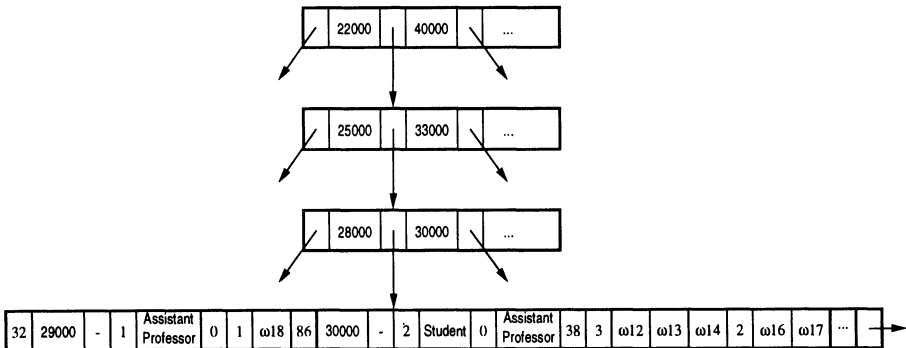 22000 40000 ...
25000 33000 ...
28000 30000 ...
32 29000 - 1 Assistant Professor 0 1 ω18 86 30000 - 2 Student 0 Assistant Professor 38 3 ω12 ω13 ω14 2 ω16 ω17 ...